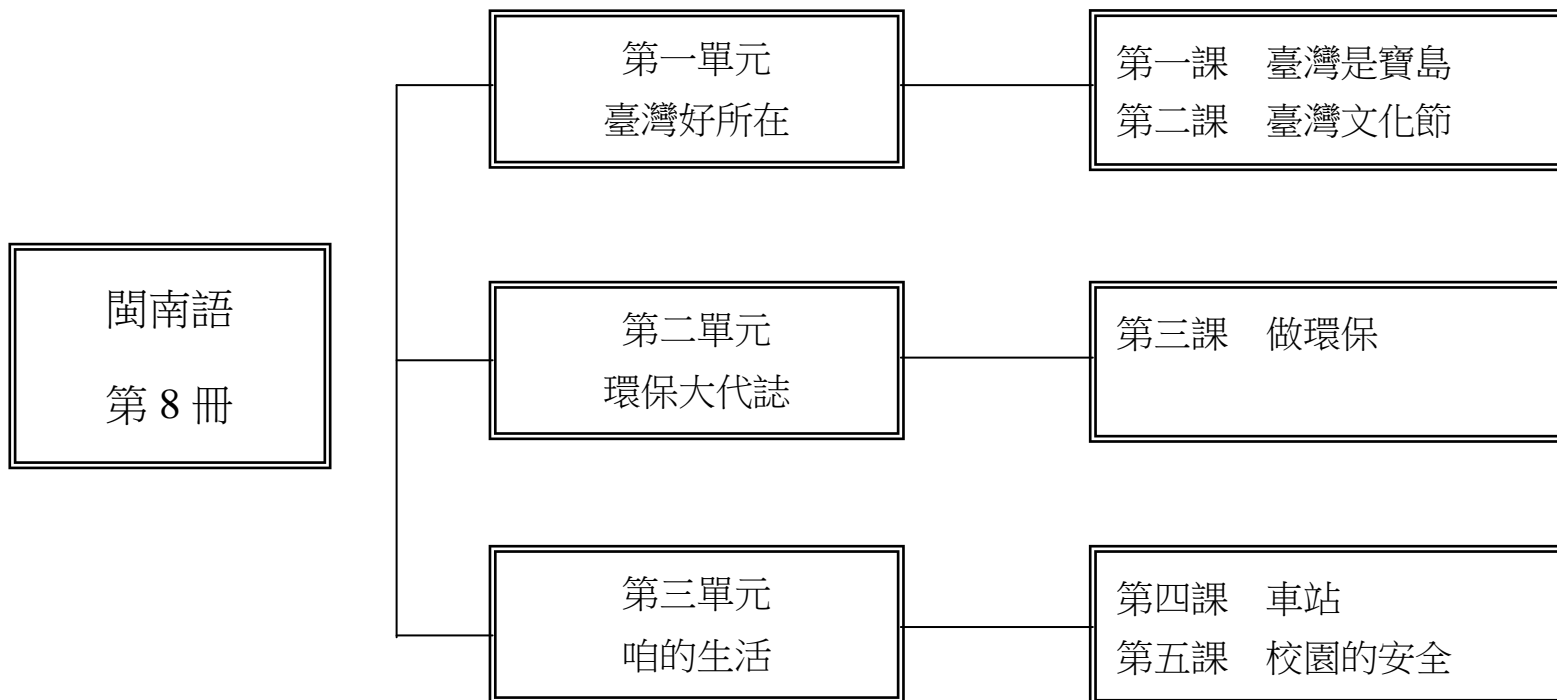 閩南語
第 8 冊
第一單元
臺灣好所在
第一課　臺灣是寶島
第二課　臺灣文化節
第二單元
環保大代誌
第三課　做環保
第三單元
咱的生活
第四課　車站
第五課　校園的安全